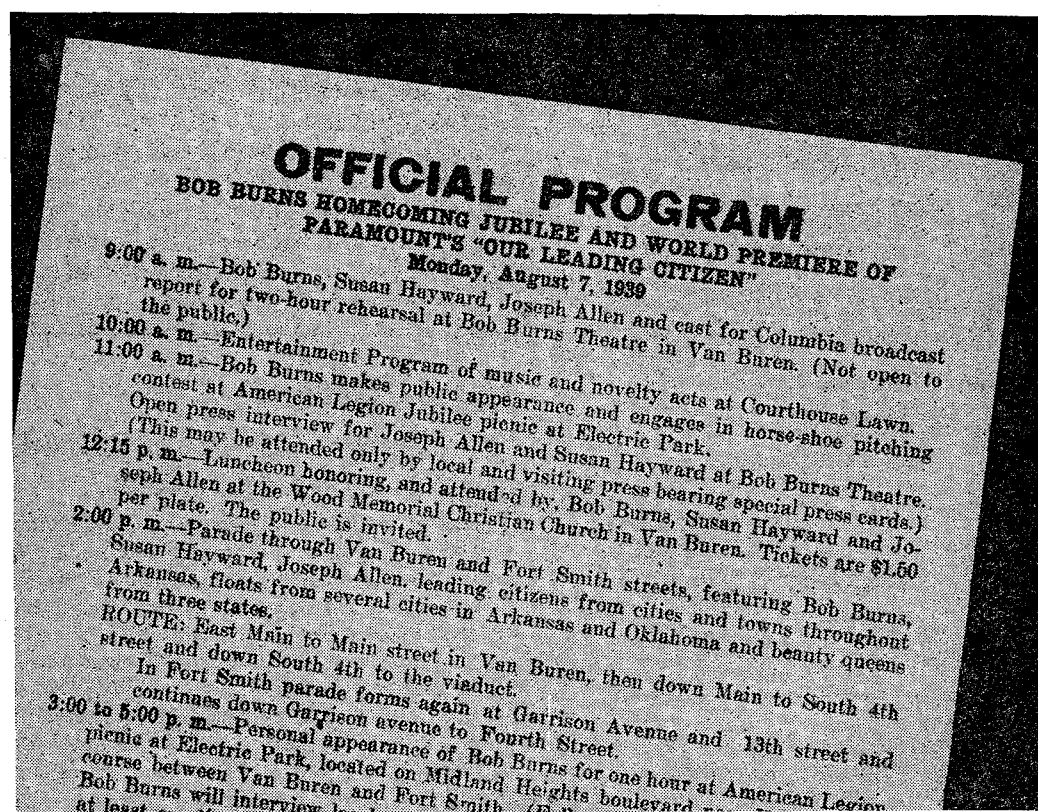 OFFICIAL PROGRAM
BOB BURNS HOMECOMING JUBILEE AND WORLD PREMIERE OF
PARAMOUNT'S "OUR LEADING CITIZEN"
Monday, August 7, 1939
9:00 a. m.—Bob Burns, Susan Hayward, Joseph Allen and cast for Columbia broadcast
report for two-hour rehearsal at Bob Burns Theatre in Van Buren. (Not open to
the public.)
10:00 a. m.—Entertainment Program of music and novelty acts at Courthouse Lawn.
11:00 a. m.—Bob Burns makes public appearance and engages in horse-shoe pitching
contest at American Legion Jubilee picnic at Electric Park.
Open press interview for Joseph Allen and Susan Hayward at Bob Burns Theatre.
(This may be attended only by local and visiting press bearing special press cards.)
12:15 p. m.—Luncheon honoring, and attended by, Bob Burns, Susan Hayward and Jo-
seph Allen at the Wood Memorial Christian Church in Van Buren. Tickets are $1.50
per plate. The public is invited.
2:00 p. m.—Parade through Van Buren and Fort Smith streets, featuring Bob Burns,
Susan Hayward, Joseph Allen, leading citizens from cities and towns throughout
Arkansas, floats from several cities in Arkansas and Oklahoma and beauty queens
from three states.
ROUTE: East Main to Main street in Van Buren, then down Main to South 4th
street and down South 4th to the viaduct.
In Fort Smith parade forms again at Garrison Avenue and 13th street and
continues down Garrison avenue to Fourth Street.
3:00 to 5:00 p. m.—Personal appearance of Bob Burns for one hour at American Legion
picnic at Electric Park, located on Midland Heights boulevard
course between Van Buren and Fort Smith.
Bob Burns will interview
at least